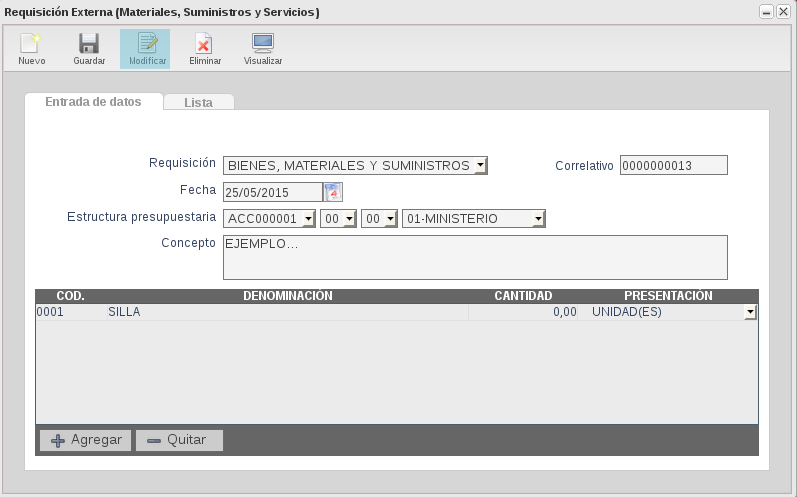 Requisición Externa (Materiales, Suministros y Servicios)
Nuevo Guardar Modificar Eliminar Visualizar
Entrada de datos Lista
Requisición BIENES, MATERIALES Y SUMINISTROS Correlativo 0000000013
Fecha 25/05/2015
Estructura presupuestaria ACC000001 00 00 01-MINISTERIO
Concepto EJEMPLO...
COD. DENOMINACIÓN CANTIDAD PRESENTACIÓN
0001 SILLA 0,00 UNIDAD(ES)
Agregar Quitar